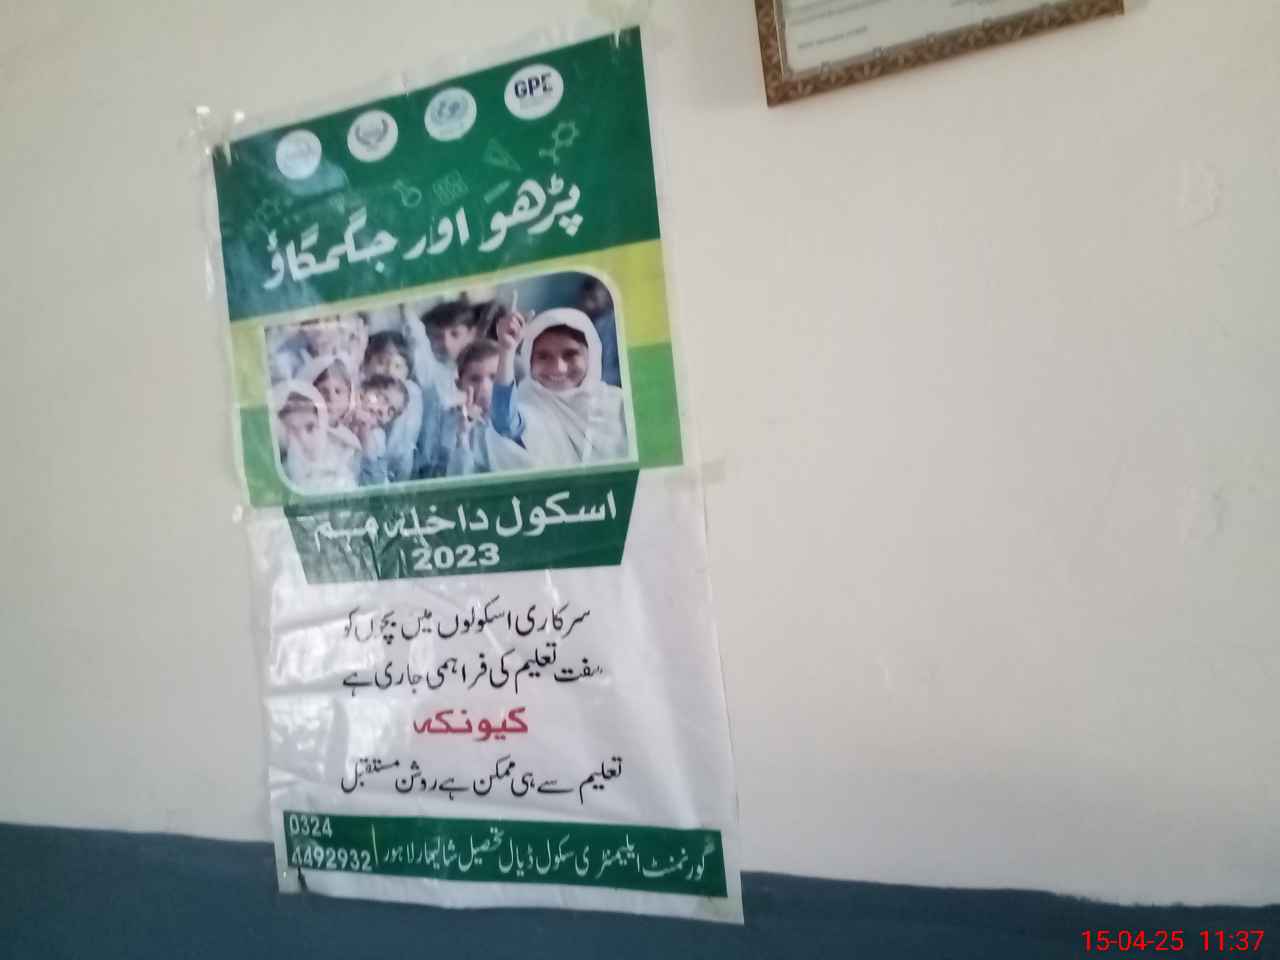 GPE
پڑھو اور جگمگاؤ
اسکول داخلہ مہم
2023
سرکاری اسکولوں میں بچوں کو
مفت تعلیم کی فراہمی جاری ہے
کیونکہ
تعلیم سے ہی ممکن ہے روشن مستقبل
گورنمنٹ ایلیمنٹری سکول ڈیال تحصیل شالیمار لاہور
0324
4492932
15-04-25 11:37